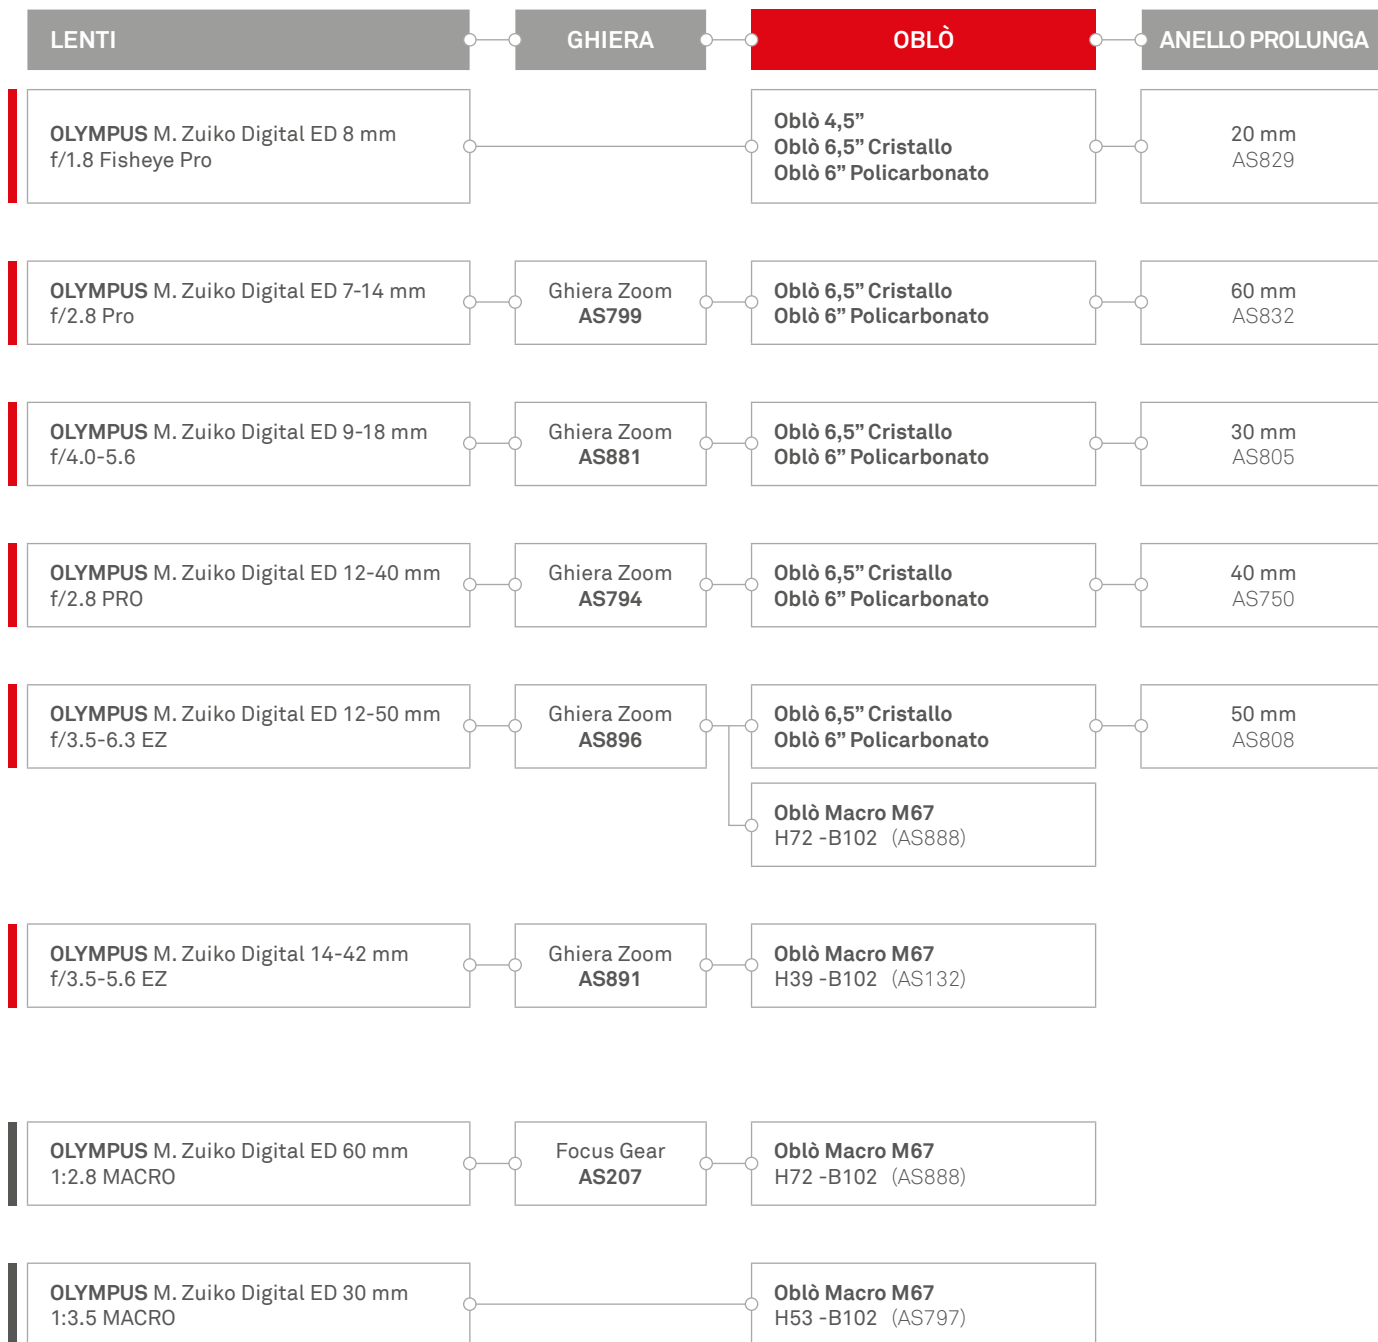 LENTI GHIERA OBLÒ ANELLO PROLUNGA
OLYMPUS M. Zuiko Digital ED 8 mm
f/1.8 Fisheye Pro
Oblò 4,5”
Oblò 6,5” Cristallo
Oblò 6” Policarbonato
20 mm
AS829
OLYMPUS M. Zuiko Digital ED 7-14 mm
f/2.8 Pro
Ghiera Zoom
AS799
Oblò 6,5” Cristallo
Oblò 6” Policarbonato
60 mm
AS832
OLYMPUS M. Zuiko Digital ED 9-18 mm
f/4.0-5.6
Ghiera Zoom
AS881
Oblò 6,5” Cristallo
Oblò 6” Policarbonato
30 mm
AS805
OLYMPUS M. Zuiko Digital ED 12-40 mm
f/2.8 PRO
Ghiera Zoom
AS794
Oblò 6,5” Cristallo
Oblò 6” Policarbonato
40 mm
AS750
OLYMPUS M. Zuiko Digital ED 12-50 mm
f/3.5-6.3 EZ
Ghiera Zoom
AS896
Oblò 6,5” Cristallo
Oblò 6” Policarbonato
50 mm
AS808
Oblò Macro M67
H72 -B102 (AS888)
OLYMPUS M. Zuiko Digital 14-42 mm
f/3.5-5.6 EZ
Ghiera Zoom
AS891
Oblò Macro M67
H39 -B102 (AS132)
OLYMPUS M. Zuiko Digital ED 60 mm
1:2.8 MACRO
Focus Gear
AS207
Oblò Macro M67
H72 -B102 (AS888)
OLYMPUS M. Zuiko Digital ED 30 mm
1:3.5 MACRO
Oblò Macro M67
H53 -B102 (AS797)